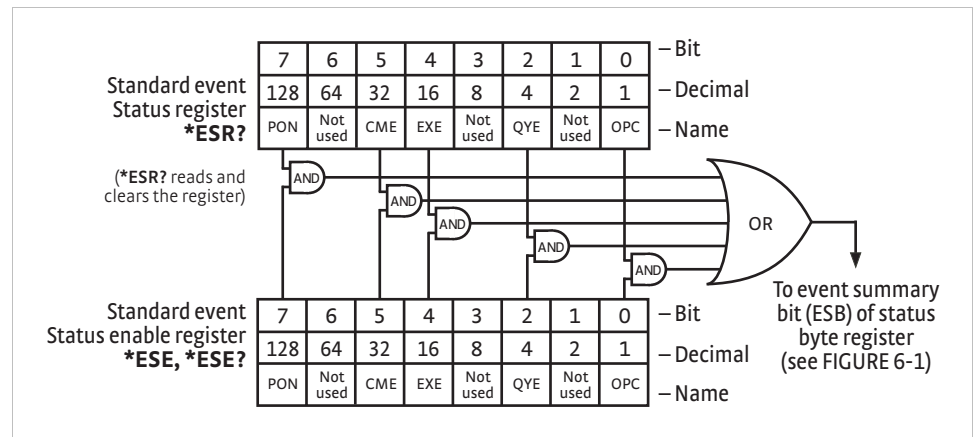 7 6 5 4 3 2 1 0 – Bit
Standard event
Status register
*ESR?
128 64 32 16 8 4 2 1 – Decimal
PON Not used CME EXE Not used QYE Not used OPC – Name
(*ESR? reads and
clears the register)
AND
AND
AND
AND
AND
OR
To event summary
bit (ESB) of status
byte register
(see FIGURE 6-1)
Standard event
Status enable register
*ESE, *ESE?
7 6 5 4 3 2 1 0 – Bit
128 64 32 16 8 4 2 1 – Decimal
PON Not used CME EXE Not used QYE Not used OPC – Name